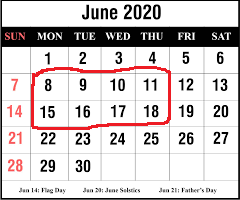 June 2020
SUN MON TUE WED THU FRI SAT
1 2 3 4 5 6
7 8 9 10 11 12 13
14 15 16 17 18 19 20
21 22 23 24 25 26 27
28 29 30
Jun 14: Flag Day Jun 20: June Solstics Jun 21: Father's Day